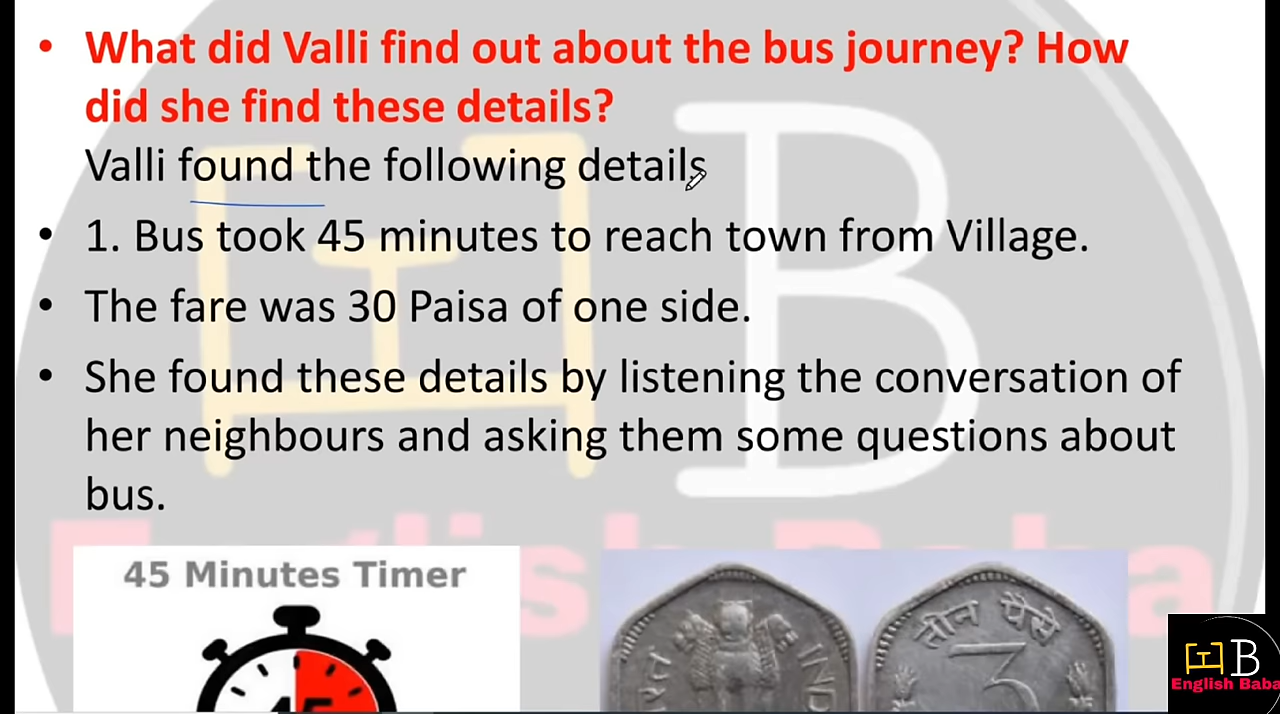 • What did Valli find out about the bus journey? How
did she find these details?
Valli found the following details
• 1. Bus took 45 minutes to reach town from Village.
• The fare was 30 Paisa of one side.
• She found these details by listening the conversation of
her neighbours and asking them some questions about
bus.
English Baba
45 Minutes Timer
तीन पैसे
3
B
English Baba